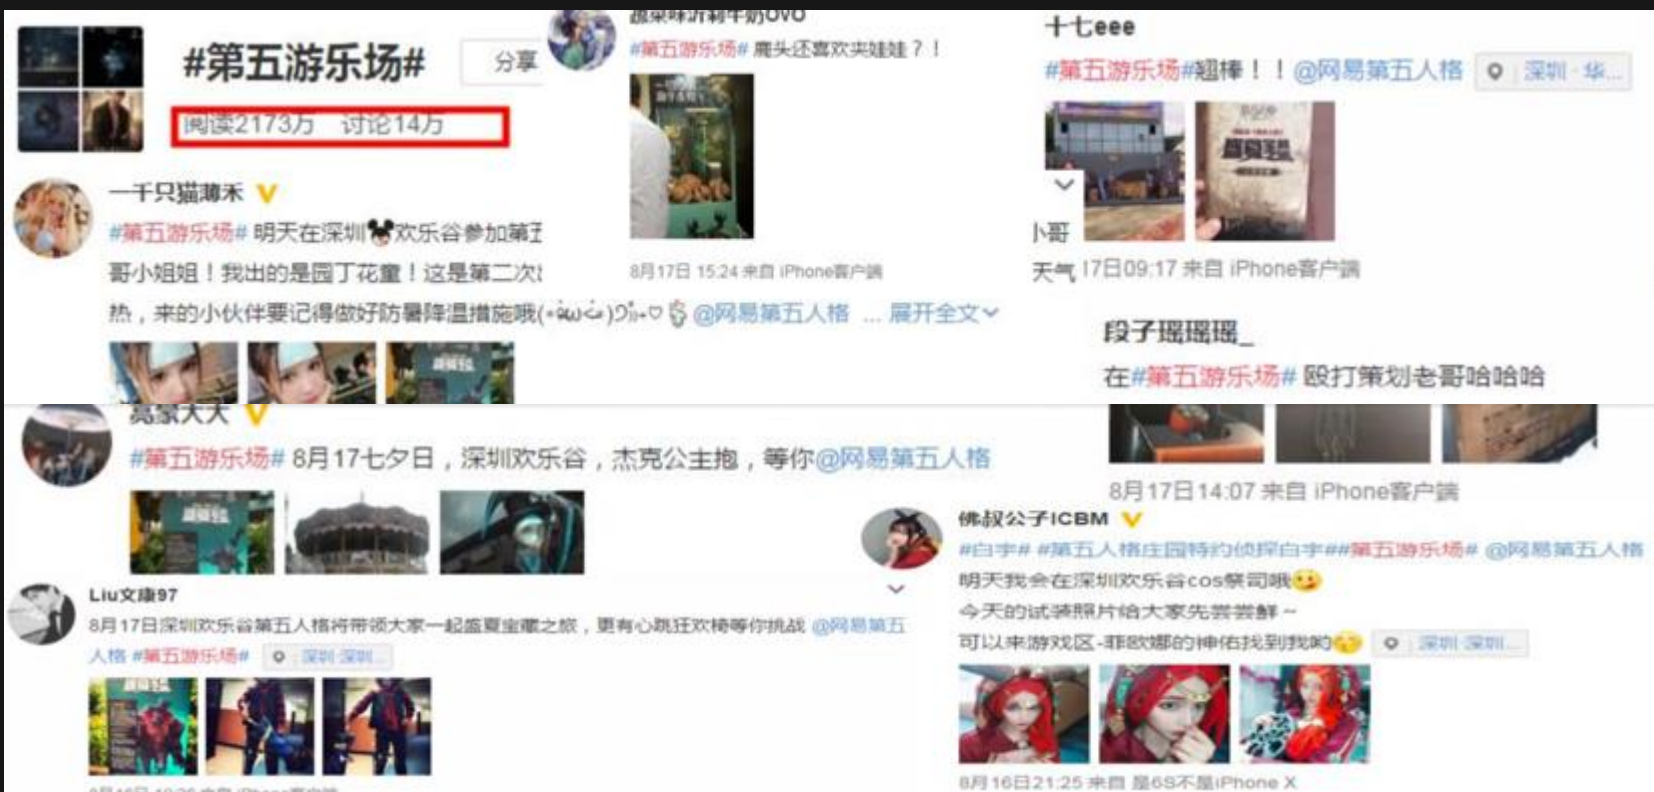 #第五游乐场#
分享
阅读2173万 讨论14万
一千只猫薄禾
#第五游乐场# 明天在深圳欢乐谷参加第五
哥小姐姐！我出的是园丁花童！这是第二次
热，来的小伙伴要记得做好防暑降温措施哦
@网易第五人格 ... 展开全文
#第五游乐场# 鹿头还喜欢夹娃娃？！
8月17日 15:24 来自 iPhone客户端
十七eee
#第五游乐场#翘棒！！@网易第五人格
深圳·华...
小哥
天气
17日09:17 来自 iPhone客户端
段子瑶瑶瑶_
在#第五游乐场# 殴打策划老哥哈哈哈
8月17日14:07 来自 iPhone客户端
#第五游乐场# 8月17七夕日，深圳欢乐谷，杰克公主抱，等你@网易第五人格
Liu文康97
8月17日深圳欢乐谷第五人格将带领大家一起盛夏宝藏之旅，更有心跳狂欢椅等你挑战 @网易第五
人格 #第五游乐场# 深圳·深圳...
佛叔公子ICBM
#白宇# #第五人格庄园特约侦探白宇##第五游乐场# @网易第五人格
明天我会在深圳欢乐谷cos祭司哦
今天的试装照片给大家先尝尝鲜～
可以来游戏区-菲欧娜的神佑找到我哟 深圳·深圳...
8月16日21:25 来自 是6S不是iPhone X